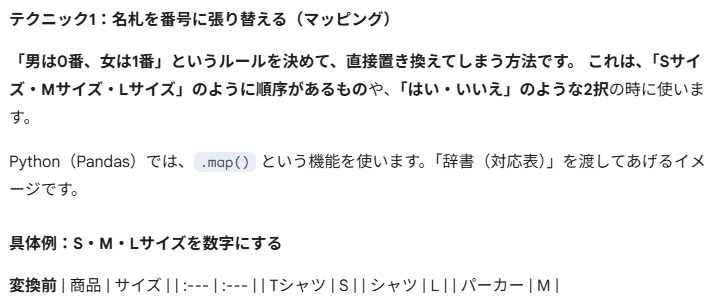 テクニック1：名札を番号に張り替える（マッピング）
「男は0番、女は1番」というルールを決めて、直接置き換えてしまう方法です。 これは、「Sサイ
ズ・Mサイズ・Lサイズ」のように順序があるものや、「はい・いいえ」のような2択の時に使いま
す。
Python（Pandas）では、 .map() という機能を使います。「辞書（対応表）」を渡してあげるイメ
ージです。
具体例：S・M・Lサイズを数字にする
変換前 | 商品 | サイズ | | :--- | :--- | | Tシャツ | S | | シャツ | L | | パーカー | M |